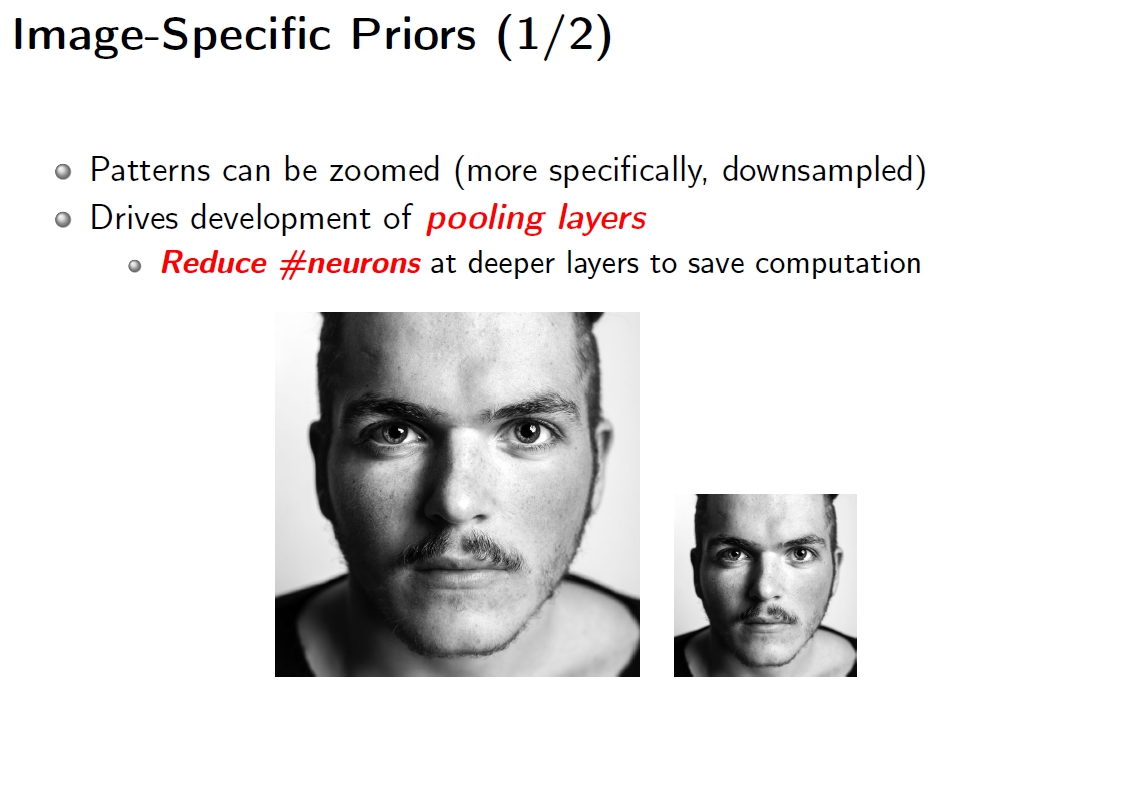 Image-Specific Priors (1/2)
Patterns can be zoomed (more specifically, downsampled)
Drives development of pooling layers
Reduce #neurons at deeper layers to save computation